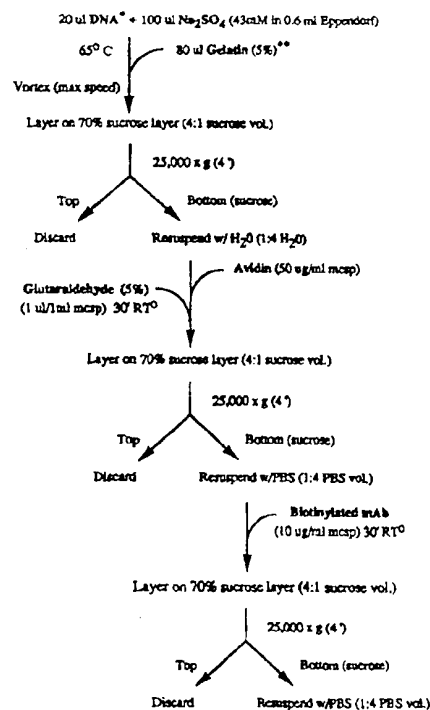 20 ul DNA* + 100 ul Na2SO4 (43mM in 0.6 ml Eppendorf)
65° C
80 ul Gelatin (5%)**
Vortex (max speed)
Layer on 70% sucrose layer (4:1 sucrose vol.)
25,000 x g (4')
Top
Bottom (sucrose)
Discard
Resuspend w/ H20 (1:4 H20)
Avidin (50 ug/ml mcsp)
Glutaraldehyde (5%)
(1 ul/1ml mcsp) 30' RTO
Layer on 70% sucrose layer (4:1 sucrose vol.)
25,000 x g (4')
Top
Bottom (sucrose)
Discard
Resuspend w/PBS (1:4 PBS vol.)
Biotinylated mAb
(10 ug/ml mcsp) 30' RTO
Layer on 70% sucrose layer (4:1 sucrose vol.)
25,000 x g (4')
Top
Bottom (sucrose)
Discard
Resuspend w/PBS (1:4 PBS vol.)